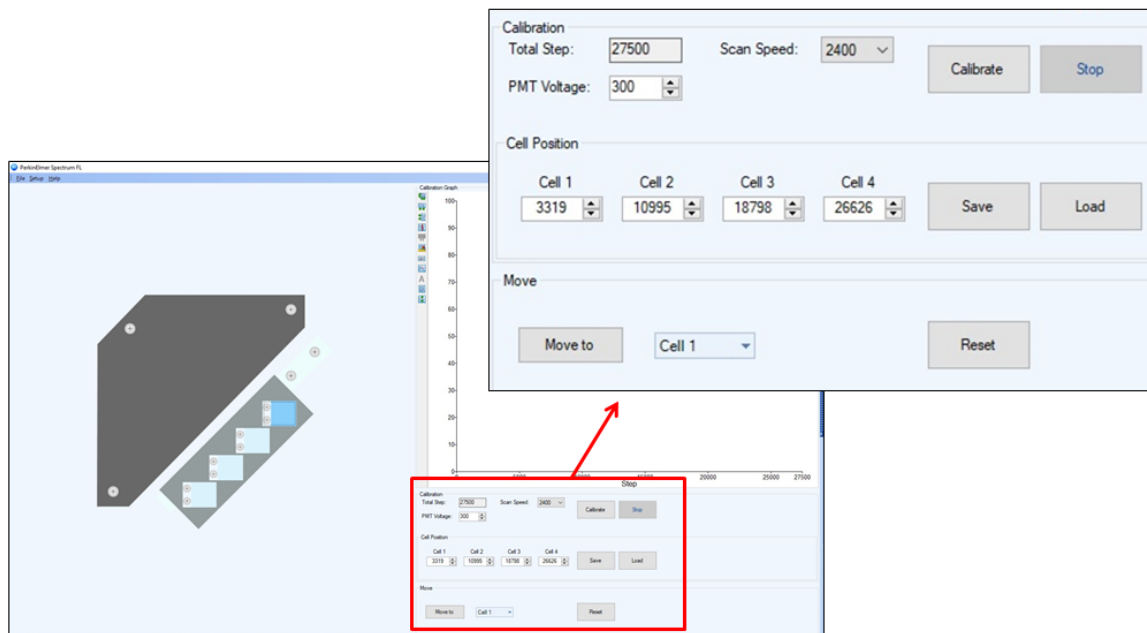 Calibration
Total Step: 27500 Scan Speed: 2400
Calibrate Stop
PMT Voltage: 300
Cell Position
Cell 1 Cell 2 Cell 3 Cell 4
3319 10995 18798 26626
Save Load
Move
Move to Cell 1 Reset
PerkinElmer Spectrum FL
File Setup Help
Calibration Graph
100
90
80
70
60
50
40
30
20
10
0
0 5000 10000 15000 20000 25000 27500
Step
Calibration
Total Step: 27500 Scan Speed: 2400
Calibrate Stop
PMT Voltage: 300
Cell Position
Cell 1 Cell 2 Cell 3 Cell 4
3319 10995 18798 26626
Save Load
Move
Move to Cell 1 Reset